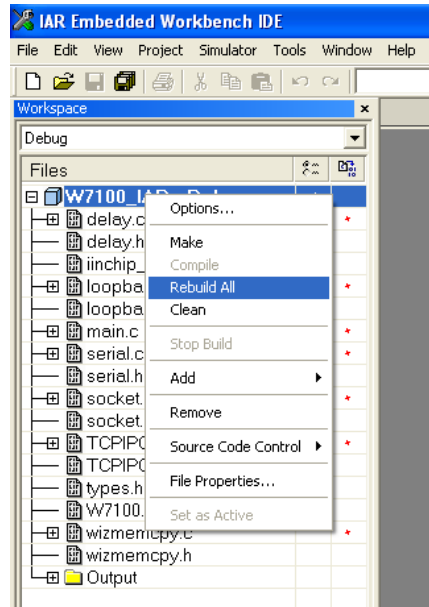 IAR Embedded Workbench IDE
File Edit View Project Simulator Tools Window Help
Workspace
Debug
Files
W7100_
Options...
delay.c
delay.h
Make
iinchip_
Compile
loopba
Rebuild All
loopba
Clean
main.c
serial.c
Stop Build
serial.h
Add
socket.
Remove
socket.
TCPIP
Source Code Control
TCPIP
types.h
File Properties...
W7100.
Set as Active
wizmemcpy.c
wizmemcpy.h
Output